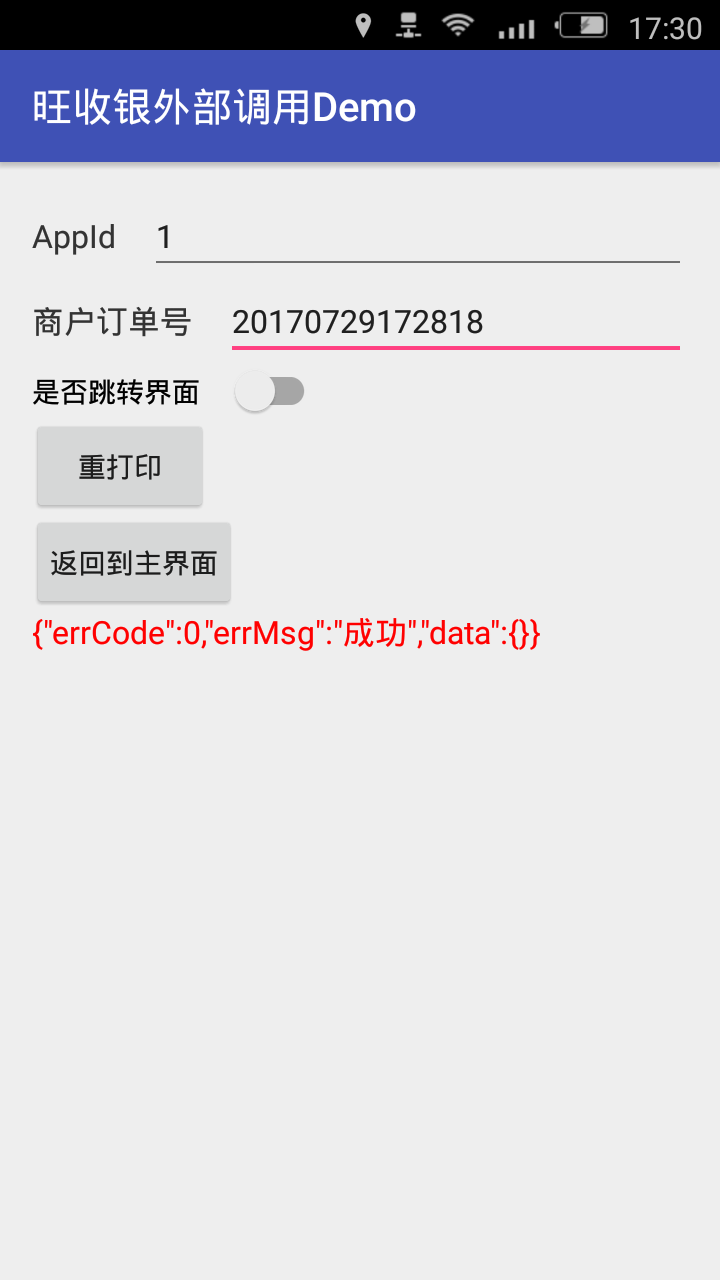 17:30
旺收银外部调用Demo
AppId 1
商户订单号 20170729172818
是否跳转界面
重打印
返回到主界面
{"errCode":0,"errMsg":"成功","data":{}}